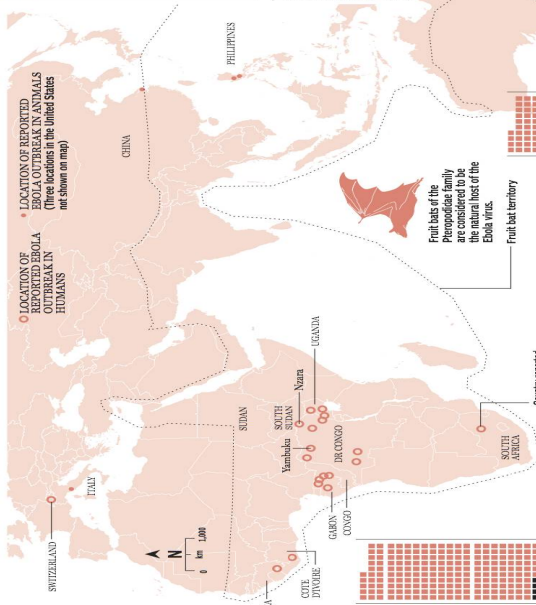 LOCATION OF
REPORTED EBOLA
OUTBREAK IN
HUMANS
LOCATION OF REPORTED
EBOLA OUTBREAK IN ANIMALS
(Three locations in the United States
not shown on map)
SWITZERLAND
ITALY
CHINA
PHILIPPINES
N
0 km 1,000
SUDAN
SOUTH
SUDAN
Nzara
UGANDA
Yambuku
DR CONGO
GABON
CONGO
COTE
D'IVOIRE
A
SOUTH
AFRICA
Fruit bats of the
Pteropodidae family
are considered to be
the natural host of the
Ebola virus.
Fruit bat territory